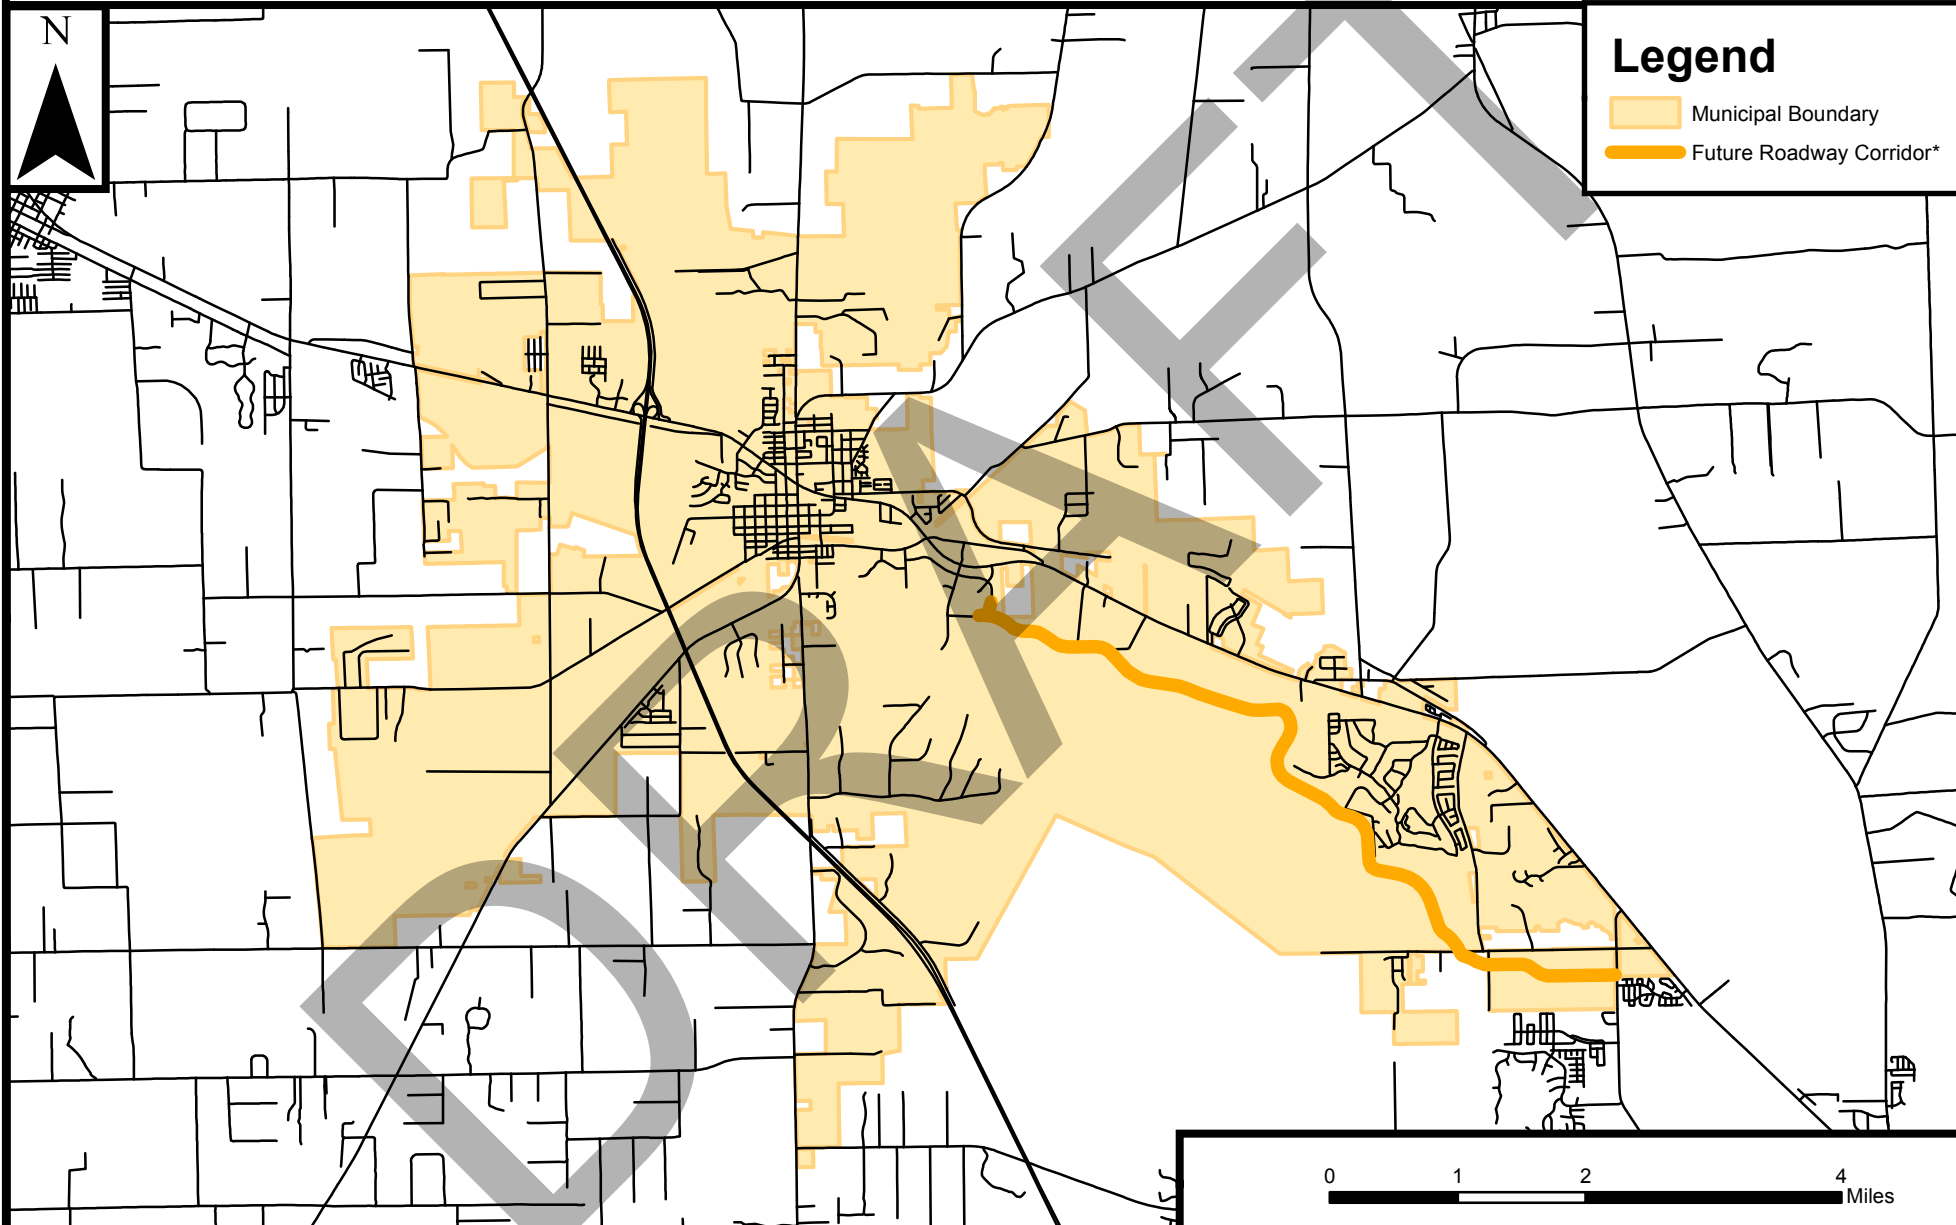 N
Legend
Municipal Boundary
Future Roadway Corridor*
DRAFT
0 1 2 4
Miles